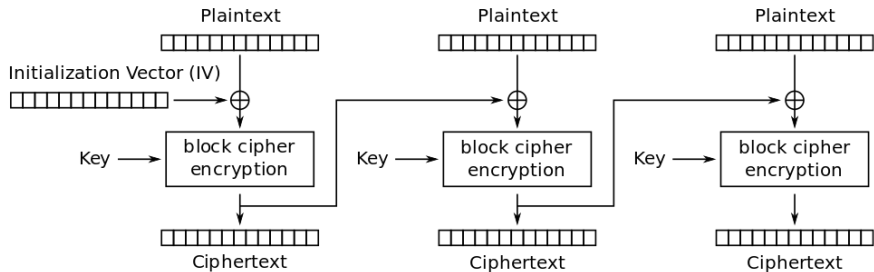 Plaintext
Plaintext
Plaintext
Initialization Vector (IV)
Key
block cipher
encryption
Key
block cipher
encryption
Key
block cipher
encryption
Ciphertext
Ciphertext
Ciphertext